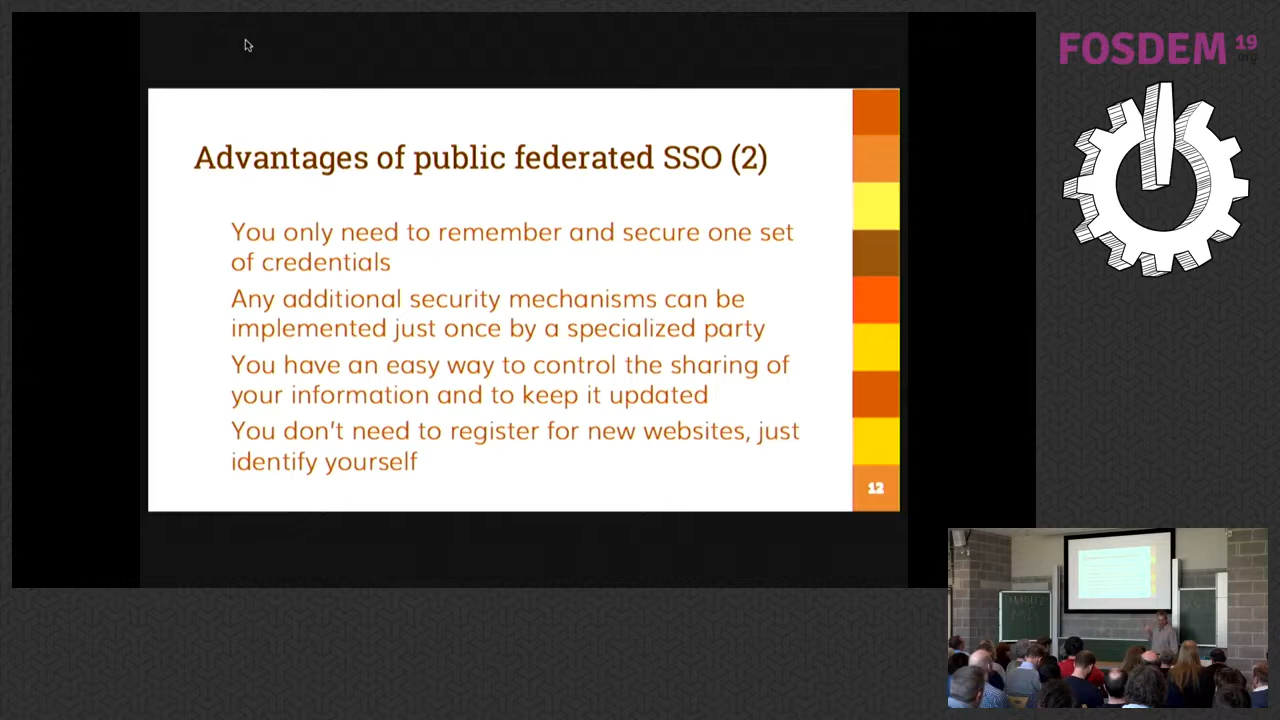 FOSDEM 19
.org
Advantages of public federated SSO (2)
You only need to remember and secure one set
of credentials
Any additional security mechanisms can be
implemented just once by a specialized party
You have an easy way to control the sharing of
your information and to keep it updated
You don't need to register for new websites, just
identify yourself
12